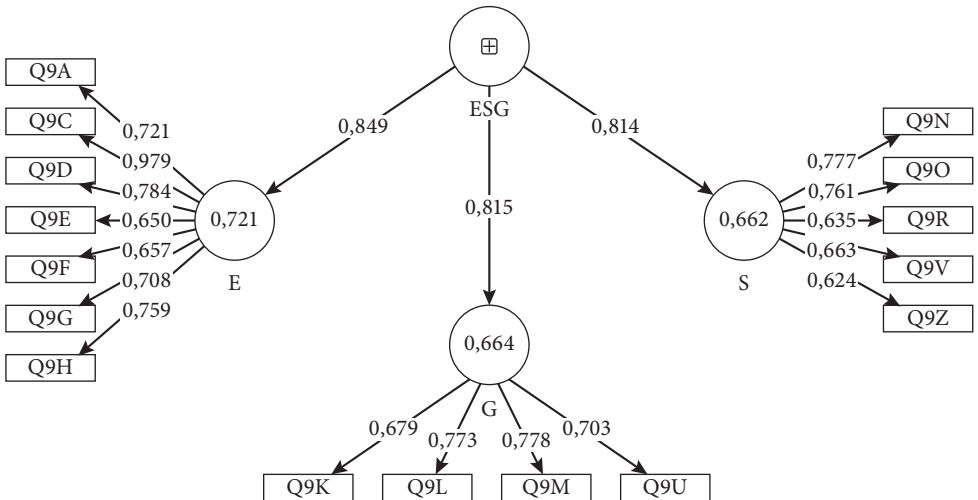 ESG
0,849
0,815
0,814
Q9A
Q9C
Q9D
Q9E
Q9F
Q9G
Q9H
0,721
0,979
0,784
0,650
0,657
0,708
0,759
0,721
E
0,664
G
0,679
0,773
0,778
0,703
Q9K
Q9L
Q9M
Q9U
0,662
S
0,777
0,761
0,635
0,663
0,624
Q9N
Q9O
Q9R
Q9V
Q9Z